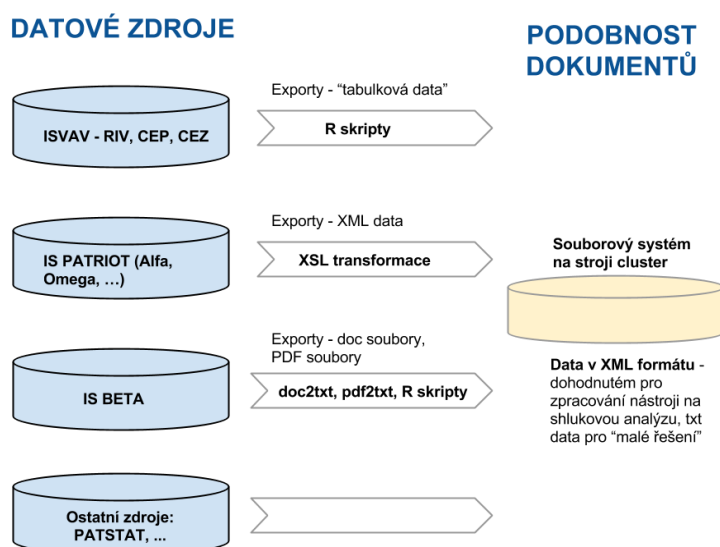 DATOVÉ ZDROJE
PODOBNOST
DOKUMENTŮ
Exporty - “tabulková data”
ISVAV - RIV, CEP, CEZ
R skripty
Exporty - XML data
IS PATRIOT (Alfa,
Omega, …)
XSL transformace
Souborový systém
na stroji cluster
Exporty - doc soubory,
PDF soubory
IS BETA
doc2txt, pdf2txt, R skripty
Data v XML formátu -
dohodnutém pro
zpracování nástroji na
shlukovou analýzu, txt
data pro “malé řešení”
Ostatní zdroje:
PATSTAT, ...